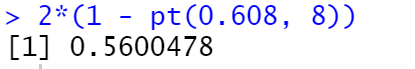 > 2*(1 - pt(0.608, 8))
[1] 0.5600478